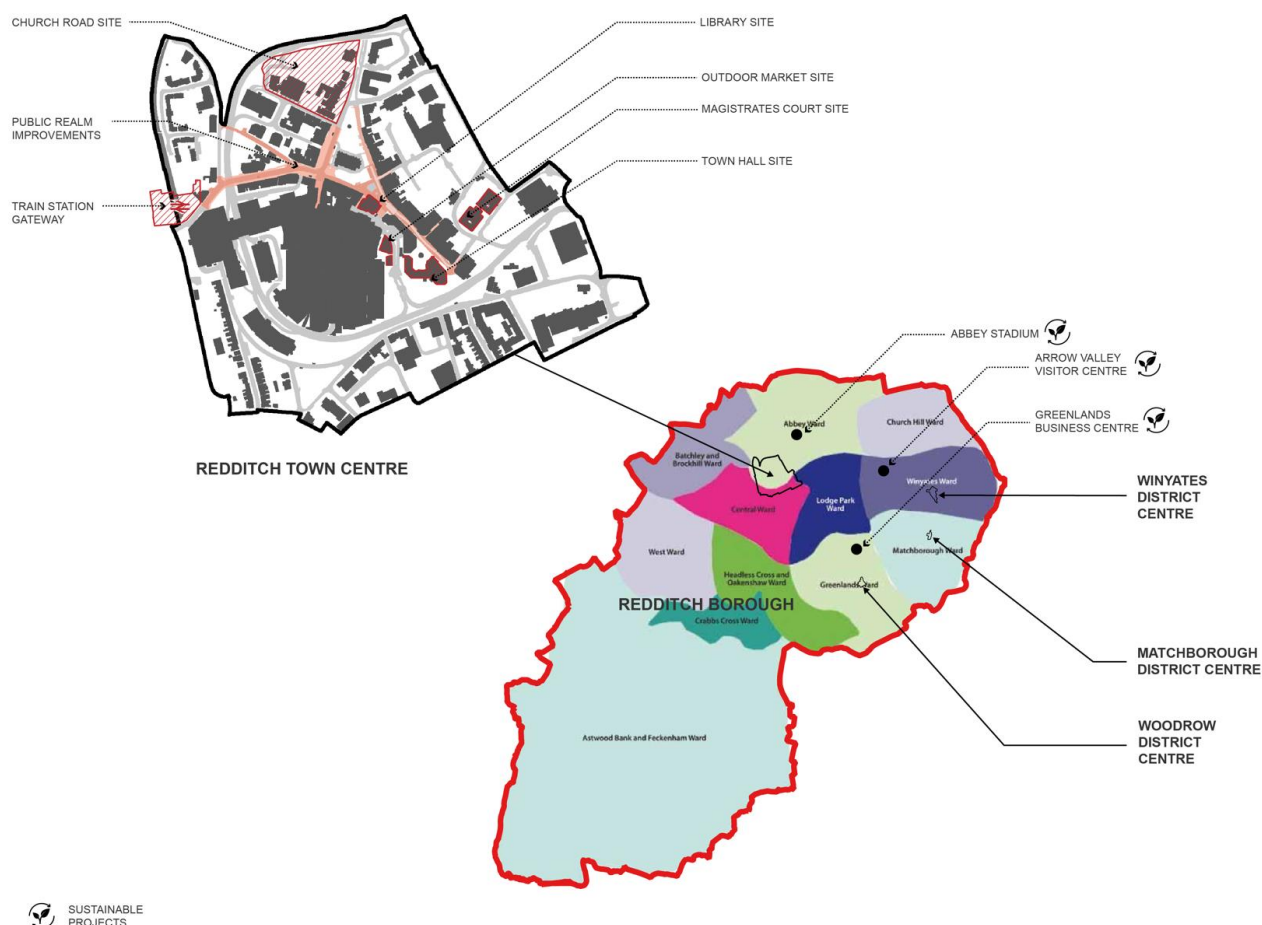 CHURCH ROAD SITE
LIBRARY SITE
OUTDOOR MARKET SITE
MAGISTRATES COURT SITE
PUBLIC REALM
IMPROVEMENTS
TOWN HALL SITE
TRAIN STATION
GATEWAY
REDDITCH TOWN CENTRE
ABBEY STADIUM
ARROW VALLEY
VISITOR CENTRE
GREENLANDS
BUSINESS CENTRE
Abbey Ward
Church Hill Ward
Batchley and
Brockhill Ward
Winyates Ward
WINYATES
DISTRICT
CENTRE
Lodge Park
Ward
Central Ward
West Ward
Matchborough Ward
Headless Cross and
Oakenshaw Ward
Greenlands Ward
REDDITCH BOROUGH
Crabbs Cross Ward
MATCHBOROUGH
DISTRICT CENTRE
WOODROW
DISTRICT
CENTRE
Astwood Bank and Feckenham Ward
SUSTAINABLE
PROJECTS